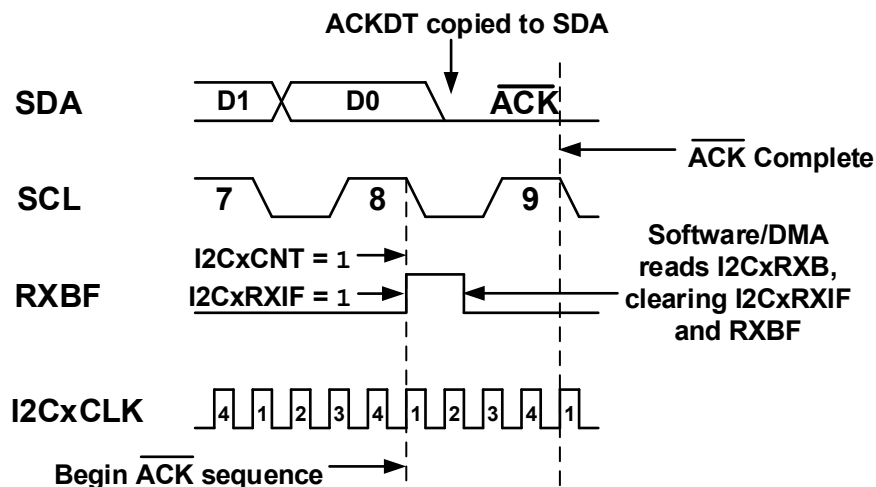 ACKDT copied to SDA
SDA
D1
D0
ACK
ACK Complete
SCL
7
8
9
I2CxCNT = 1
RXBF
I2CxRXIF = 1
Software/DMA
reads I2CxRXB,
clearing I2CxRXIF
and RXBF
I2CxCLK
4
1
2
3
4
1
2
3
4
1
Begin ACK sequence